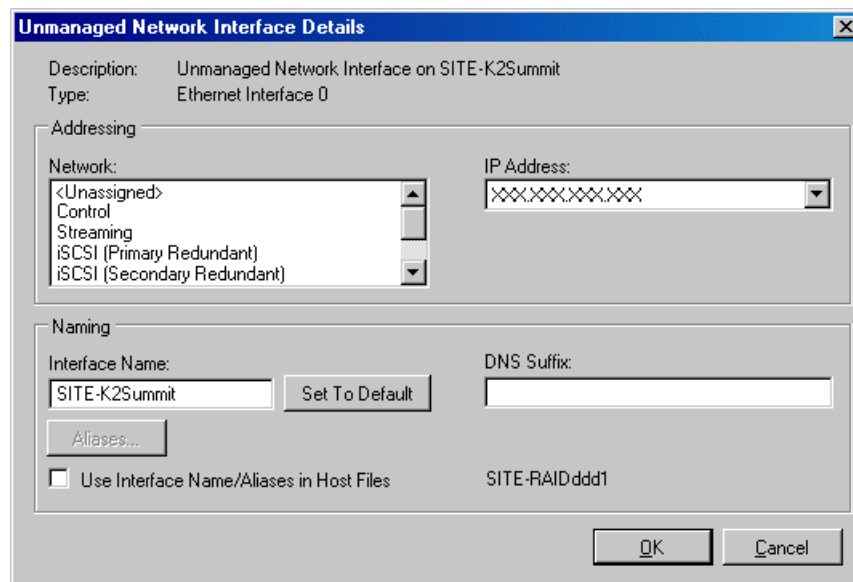 Unmanaged Network Interface Details
Description: Unmanaged Network Interface on SITE-K2Summit
Type: Ethernet Interface 0
Addressing
Network:
<Unassigned>
Control
Streaming
iSCSI (Primary Redundant)
iSCSI (Secondary Redundant)
IP Address:
XXX.XXX.XXX.XXX
Naming
Interface Name:
SITE-K2Summit
Set To Default
DNS Suffix:
Aliases...
Use Interface Name/Aliases in Host Files
SITE-RAIDddd1
OK
Cancel